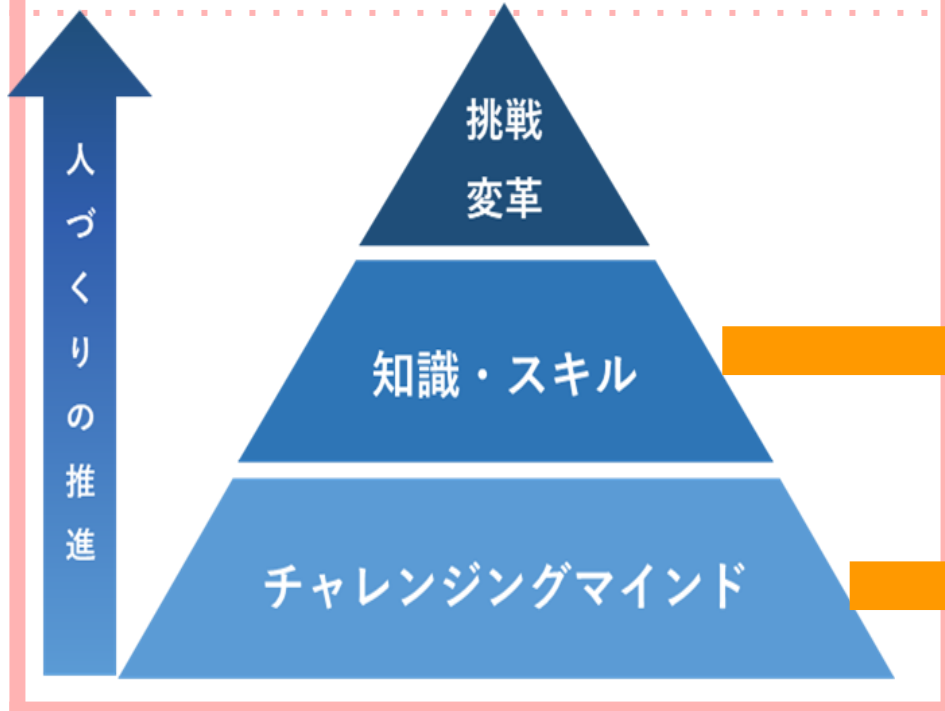 人づくりの推進
挑戦
変革
知識・スキル
チャレンジングマインド